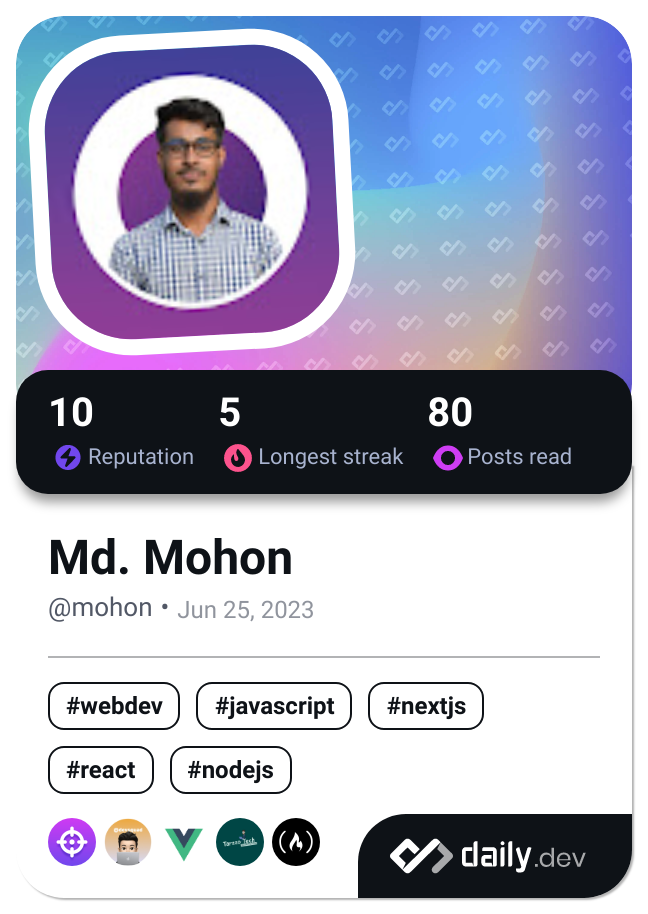 10 5 80
Reputation Longest streak Posts read
Md. Mohon
@mohon • Jun 25, 2023
#webdev #javascript #nextjs
#react #nodejs
daily.dev